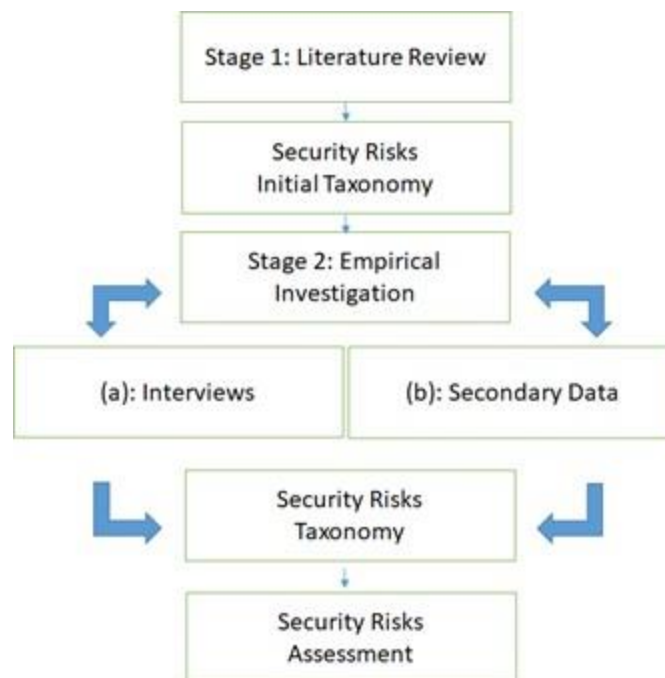 Stage 1: Literature Review
Security Risks
Initial Taxonomy
Stage 2: Empirical
Investigation
(a): Interviews
(b): Secondary Data
Security Risks
Taxonomy
Security Risks
Assessment